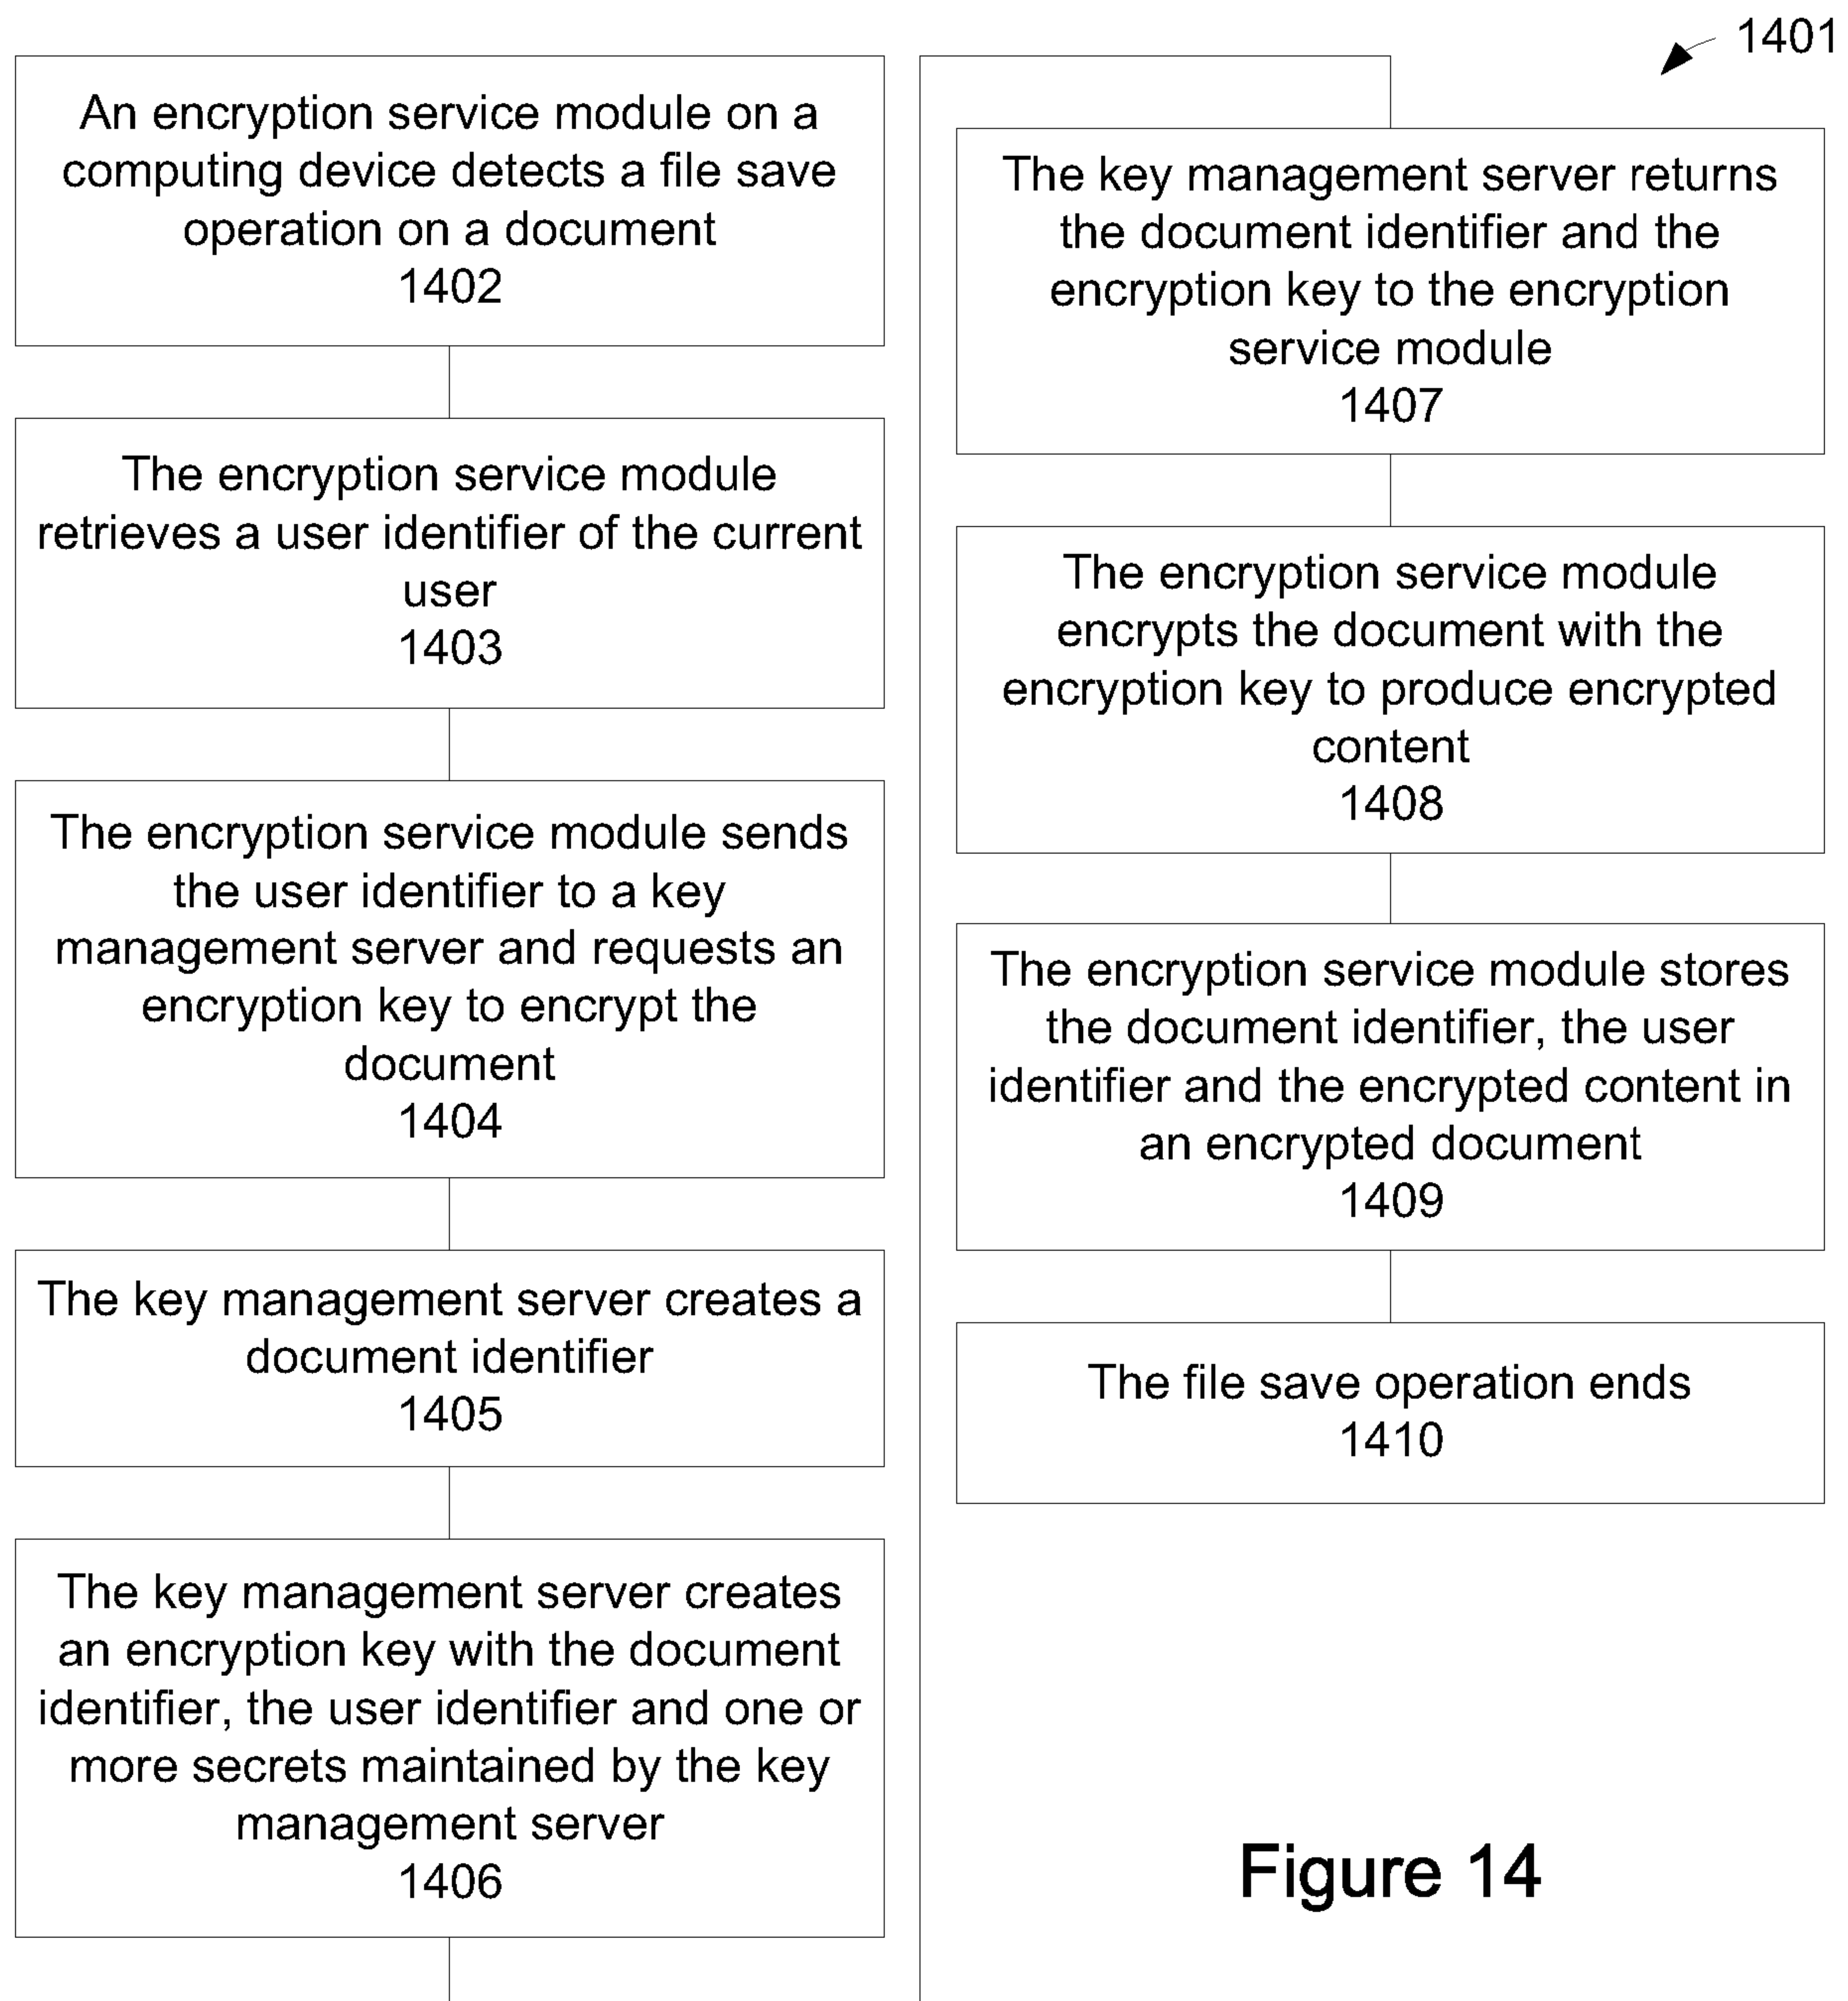 1401
An encryption service module on a
computing device detects a file save
operation on a document
1402
The encryption service module
retrieves a user identifier of the current
user
1403
The encryption service module sends
the user identifier to a key
management server and requests an
encryption key to encrypt the
document
1404
The key management server creates a
document identifier
1405
The key management server creates
an encryption key with the document
identifier, the user identifier and one or
more secrets maintained by the key
management server
1406
The key management server returns
the document identifier and the
encryption key to the encryption
service module
1407
The encryption service module
encrypts the document with the
encryption key to produce encrypted
content
1408
The encryption service module stores
the document identifier, the user
identifier and the encrypted content in
an encrypted document
1409
The file save operation ends
1410
Figure 14